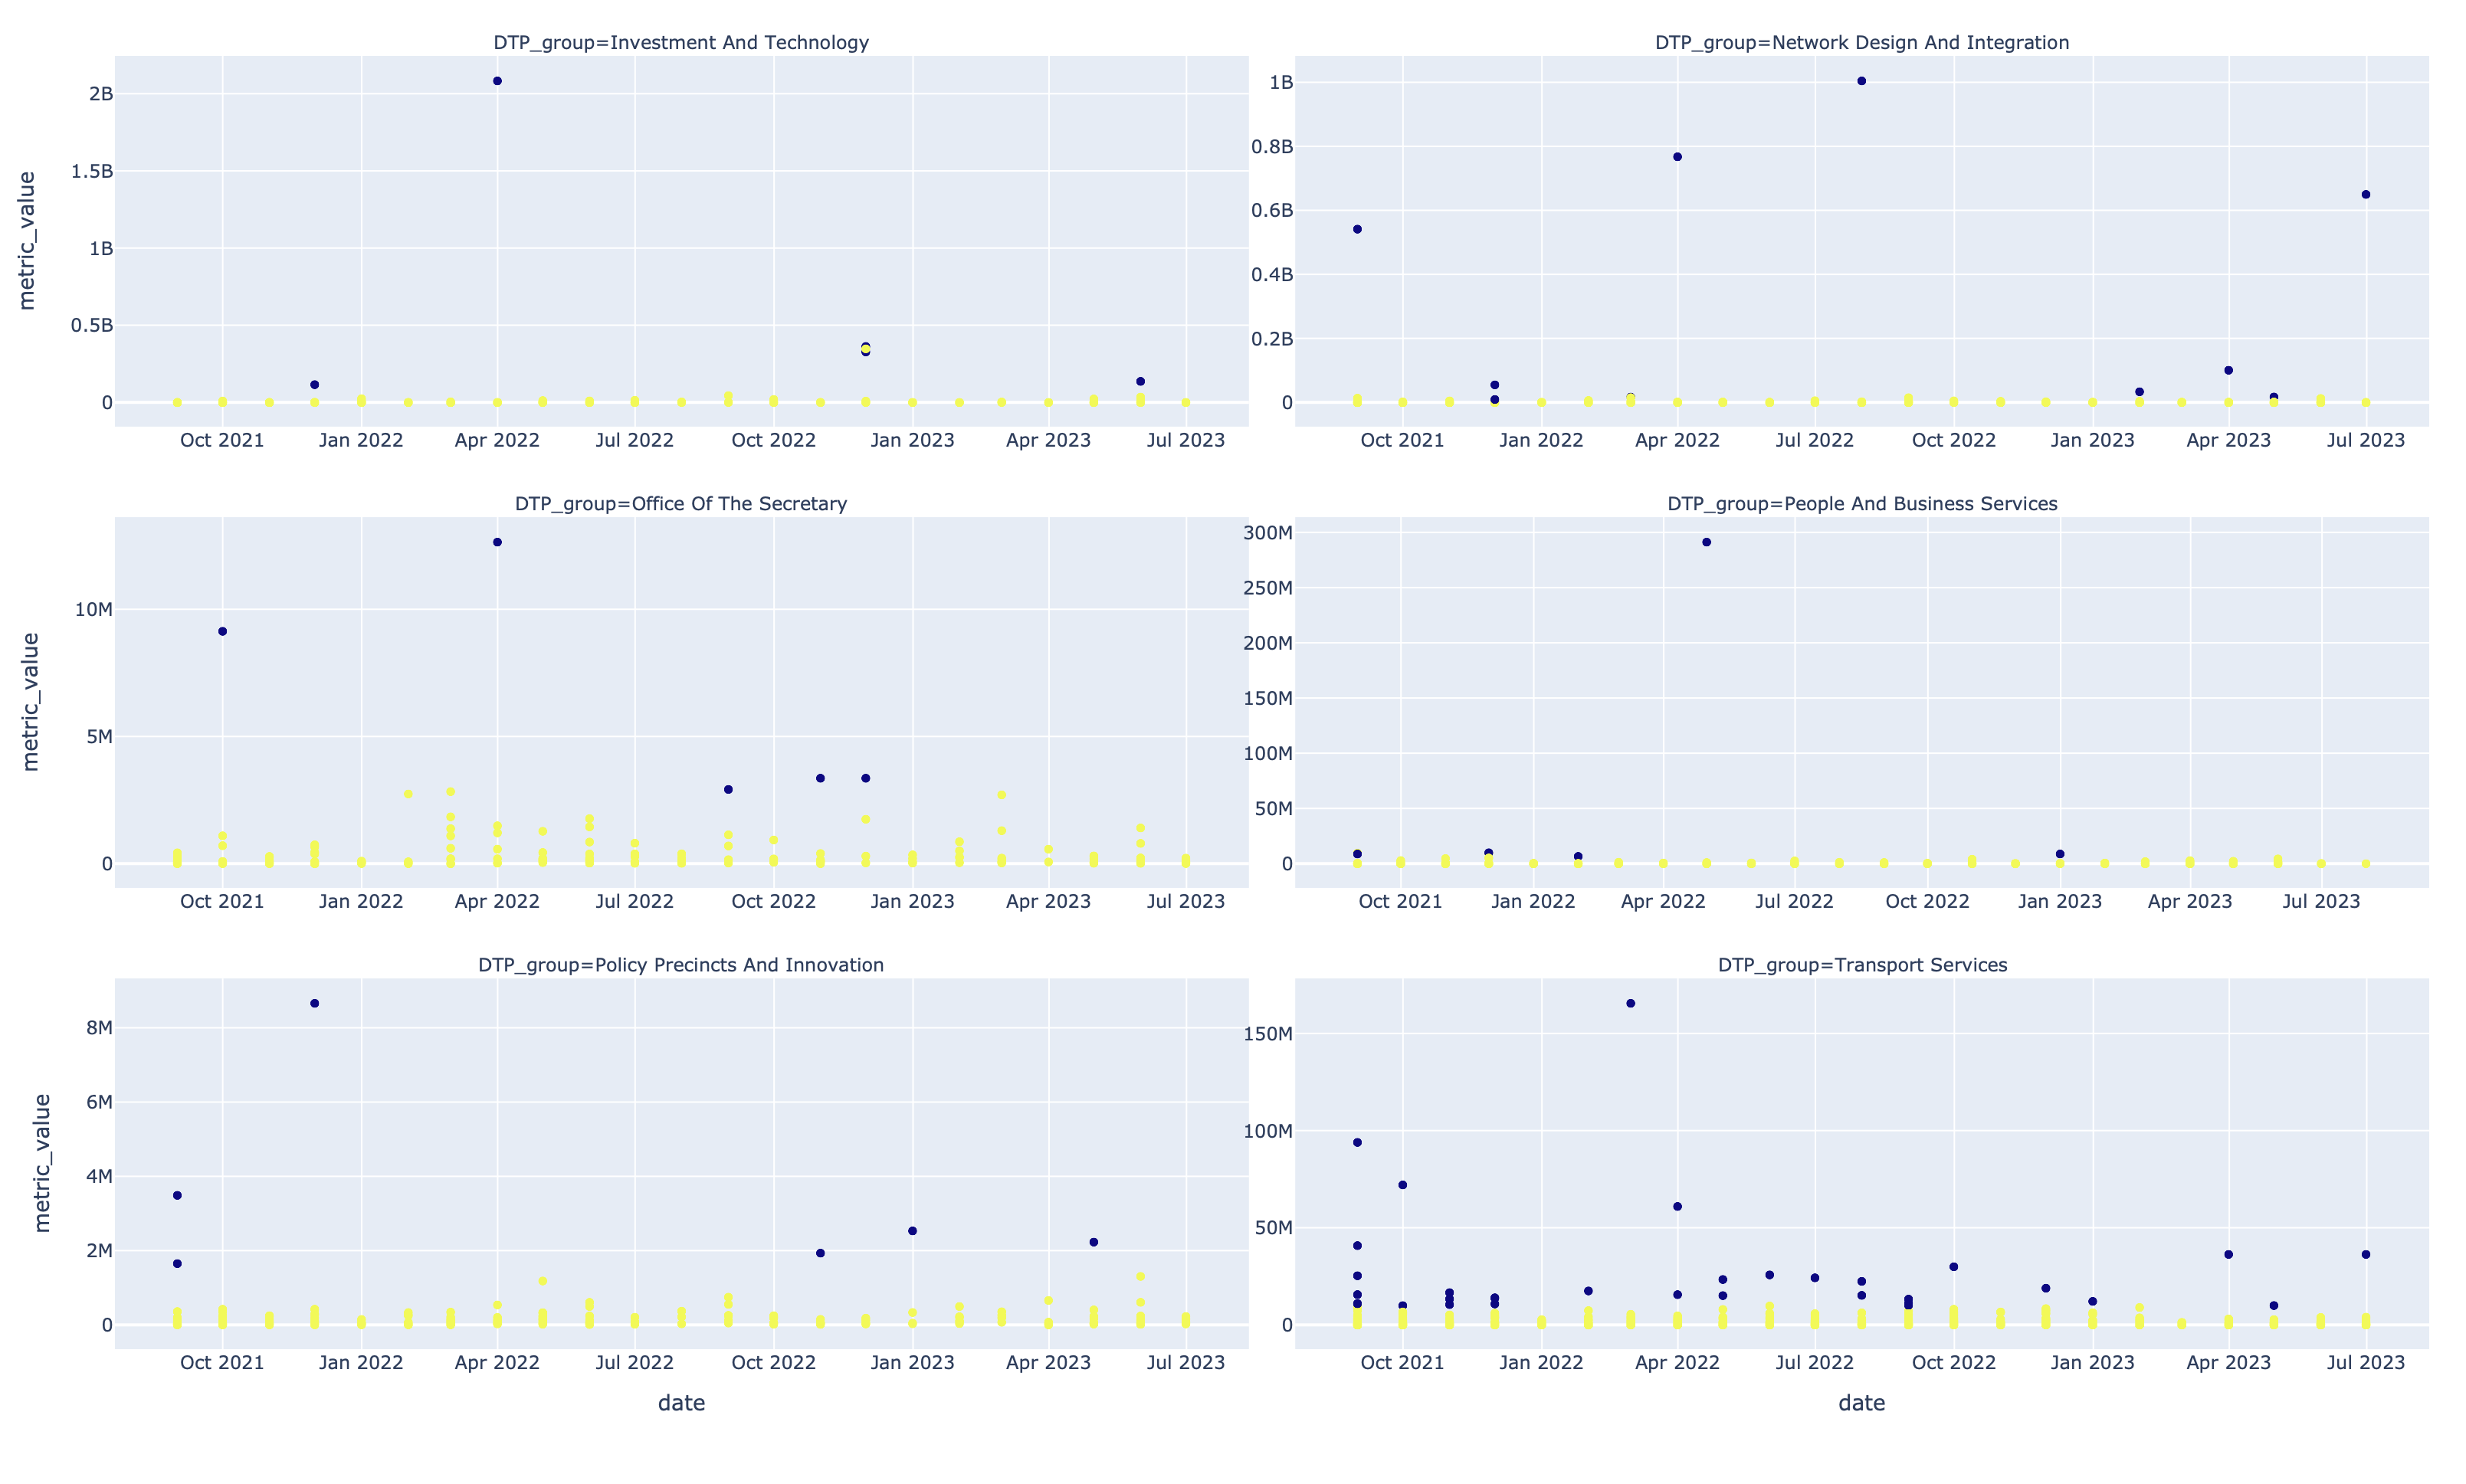 DTP_group=Investment And Technology
DTP_group=Network Design And Integration
metric_value
2B
1.5B
1B
0.5B
0
Oct 2021 Jan 2022 Apr 2022 Jul 2022 Oct 2022 Jan 2023 Apr 2023 Jul 2023
1B
0.8B
0.6B
0.4B
0.2B
0
Oct 2021 Jan 2022 Apr 2022 Jul 2022 Oct 2022 Jan 2023 Apr 2023 Jul 2023
DTP_group=Office Of The Secretary
DTP_group=People And Business Services
metric_value
10M
5M
0
Oct 2021 Jan 2022 Apr 2022 Jul 2022 Oct 2022 Jan 2023 Apr 2023 Jul 2023
300M
250M
200M
150M
100M
50M
0
Oct 2021 Jan 2022 Apr 2022 Jul 2022 Oct 2022 Jan 2023 Apr 2023 Jul 2023
DTP_group=Policy Precincts And Innovation
DTP_group=Transport Services
metric_value
8M
6M
4M
2M
0
Oct 2021 Jan 2022 Apr 2022 Jul 2022 Oct 2022 Jan 2023 Apr 2023 Jul 2023
date
150M
100M
50M
0
Oct 2021 Jan 2022 Apr 2022 Jul 2022 Oct 2022 Jan 2023 Apr 2023 Jul 2023
date